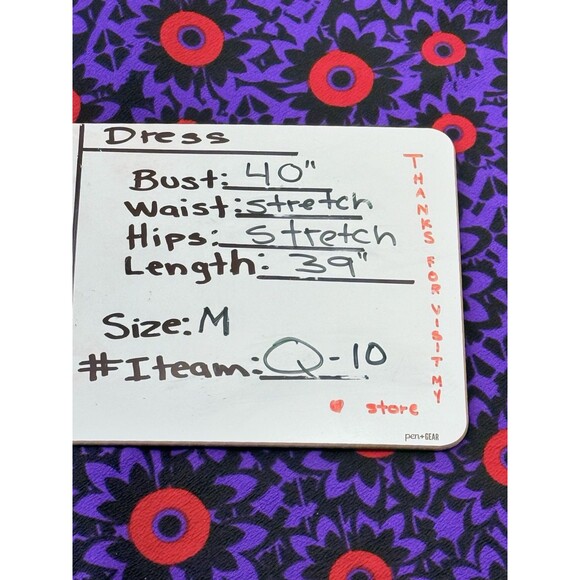 Dress
Bust: 40"
Waist: stretch
Hips: stretch
Length: 39"
Size: M
#Iteam: Q-10
THANKS FOR VISIT MY
store
pen+GEAR